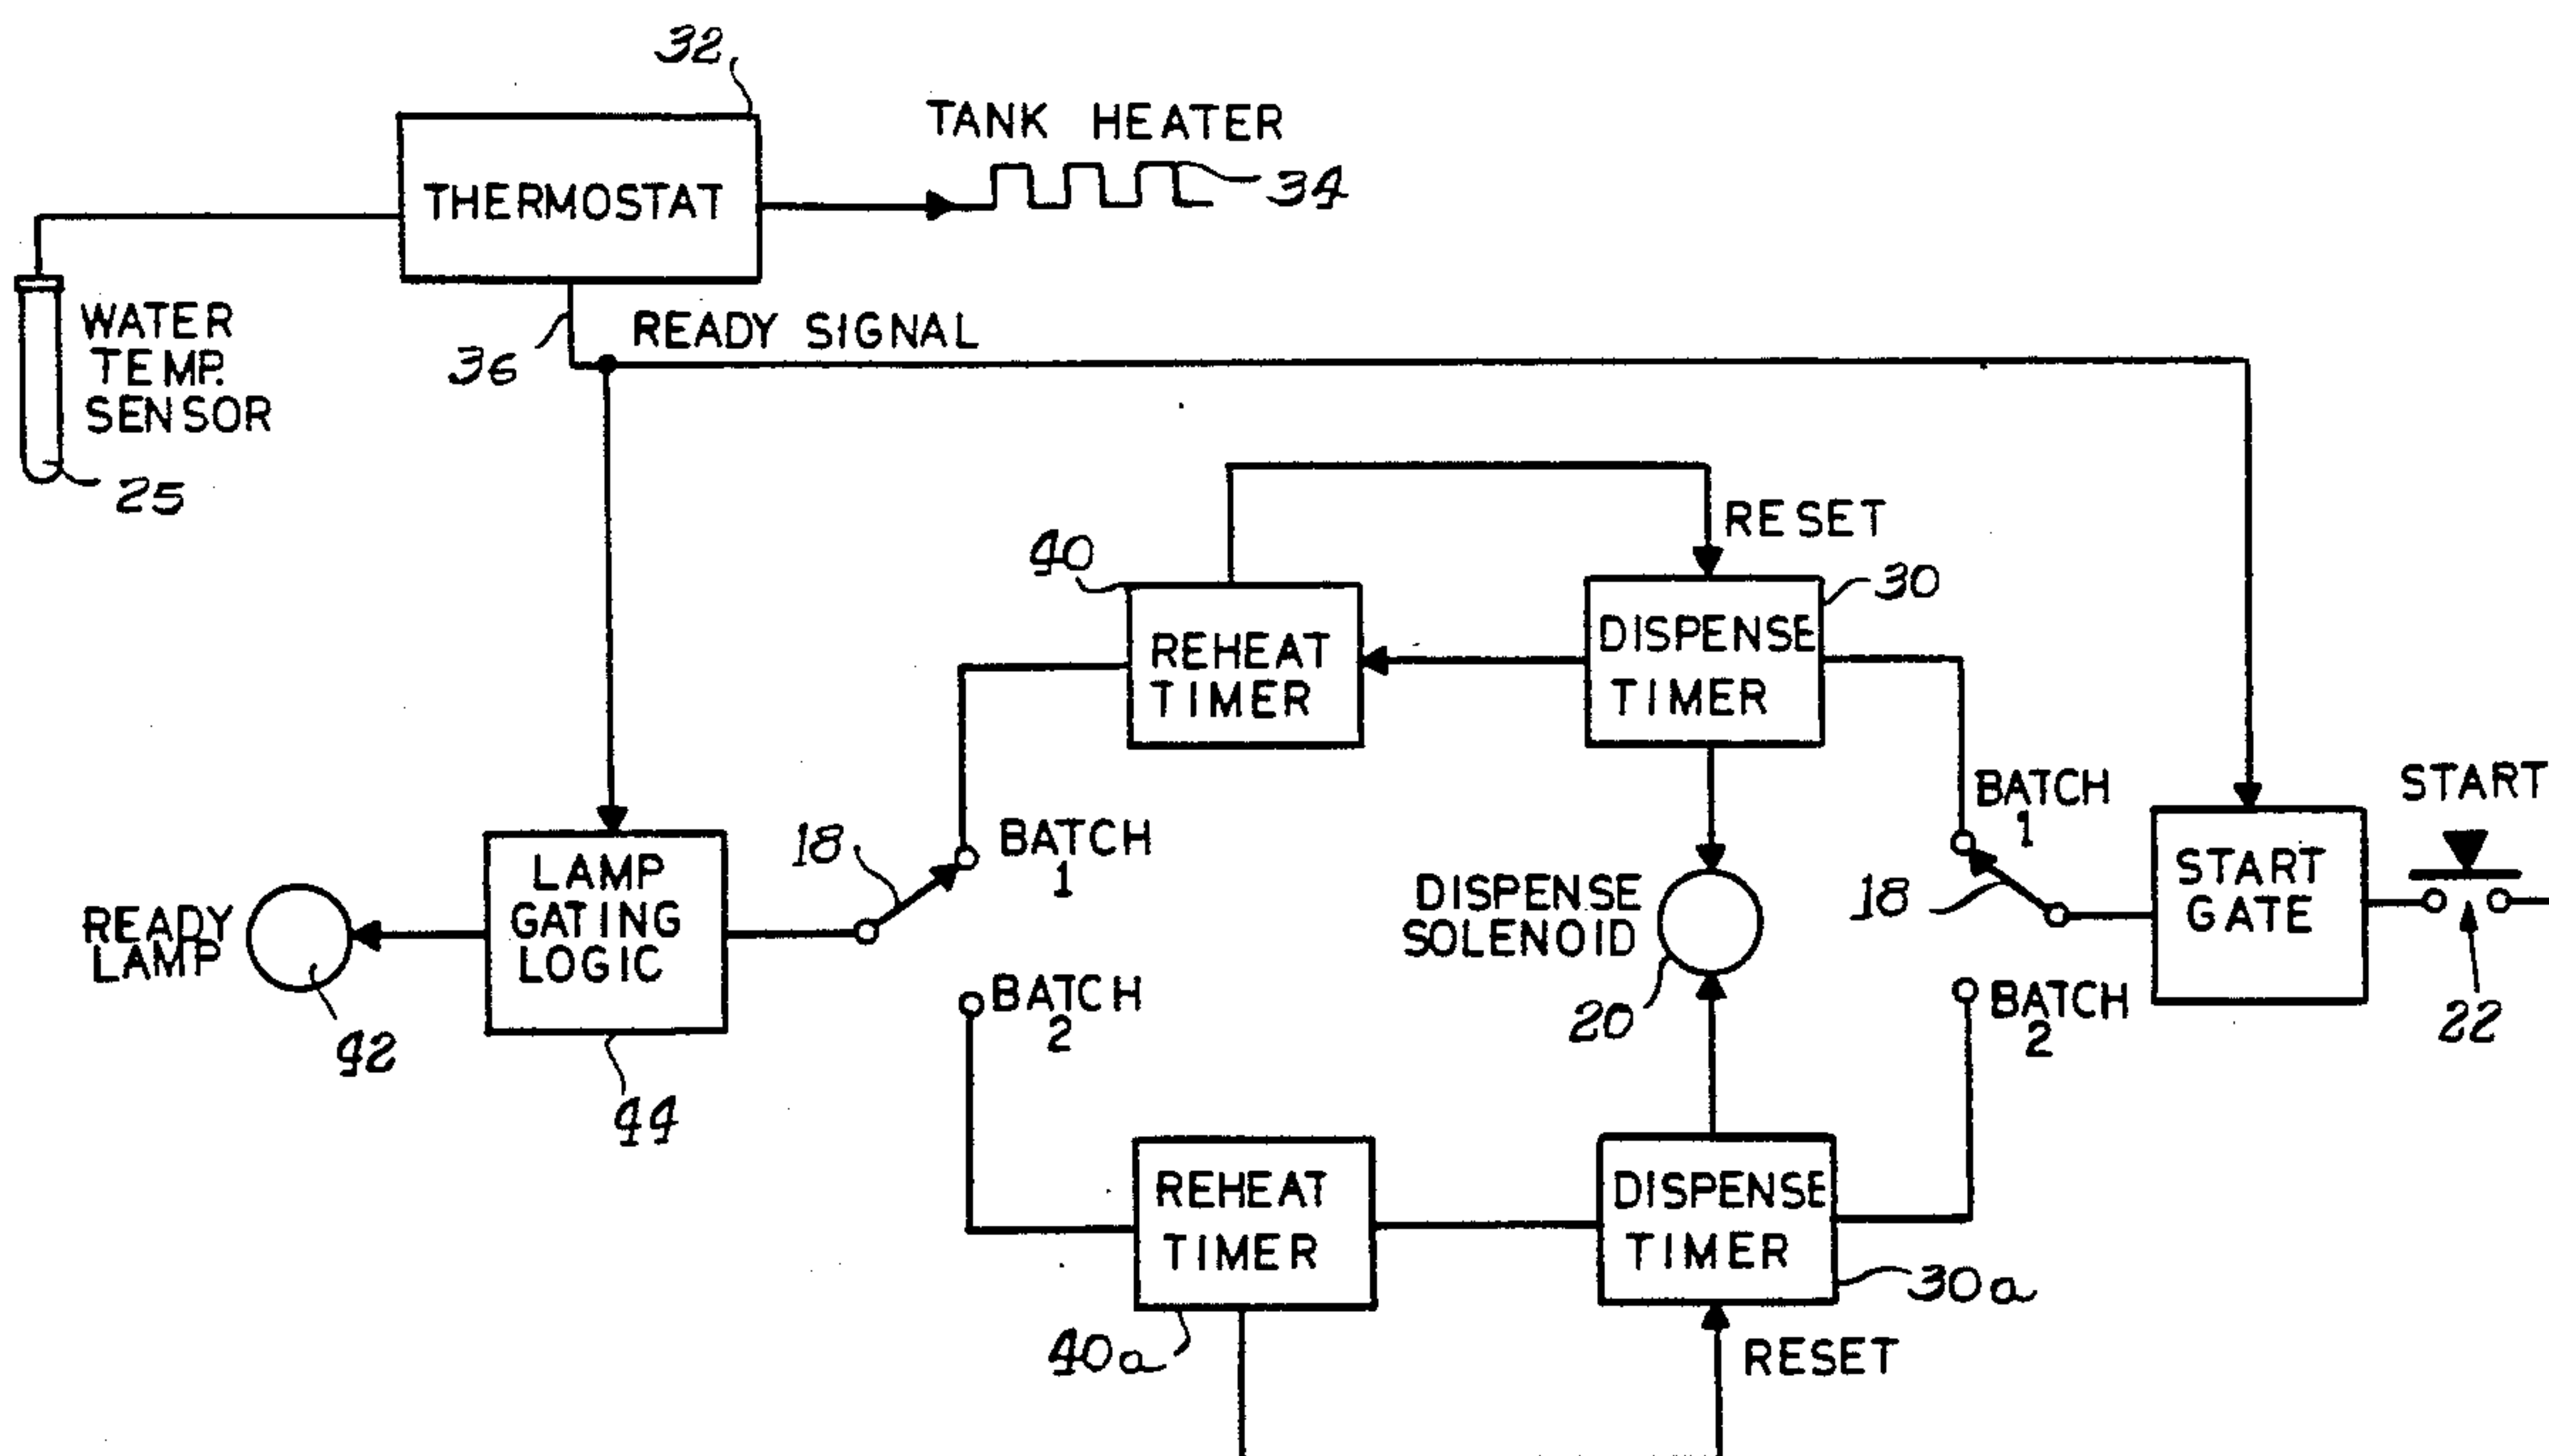 32
TANK HEATER
THERMOSTAT
34
WATER
TEMP.
SENSOR
25
36
READY SIGNAL
RESET
40
30
REHEAT
TIMER
DISPENSE
TIMER
BATCH
1
START
18
BATCH
1
LAMP
GATING
LOGIC
READY
LAMP
42
44
DISPENSE
SOLENOID
20
18
START
GATE
22
BATCH
2
BATCH
2
REHEAT
TIMER
DISPENSE
TIMER
40a
30a
RESET